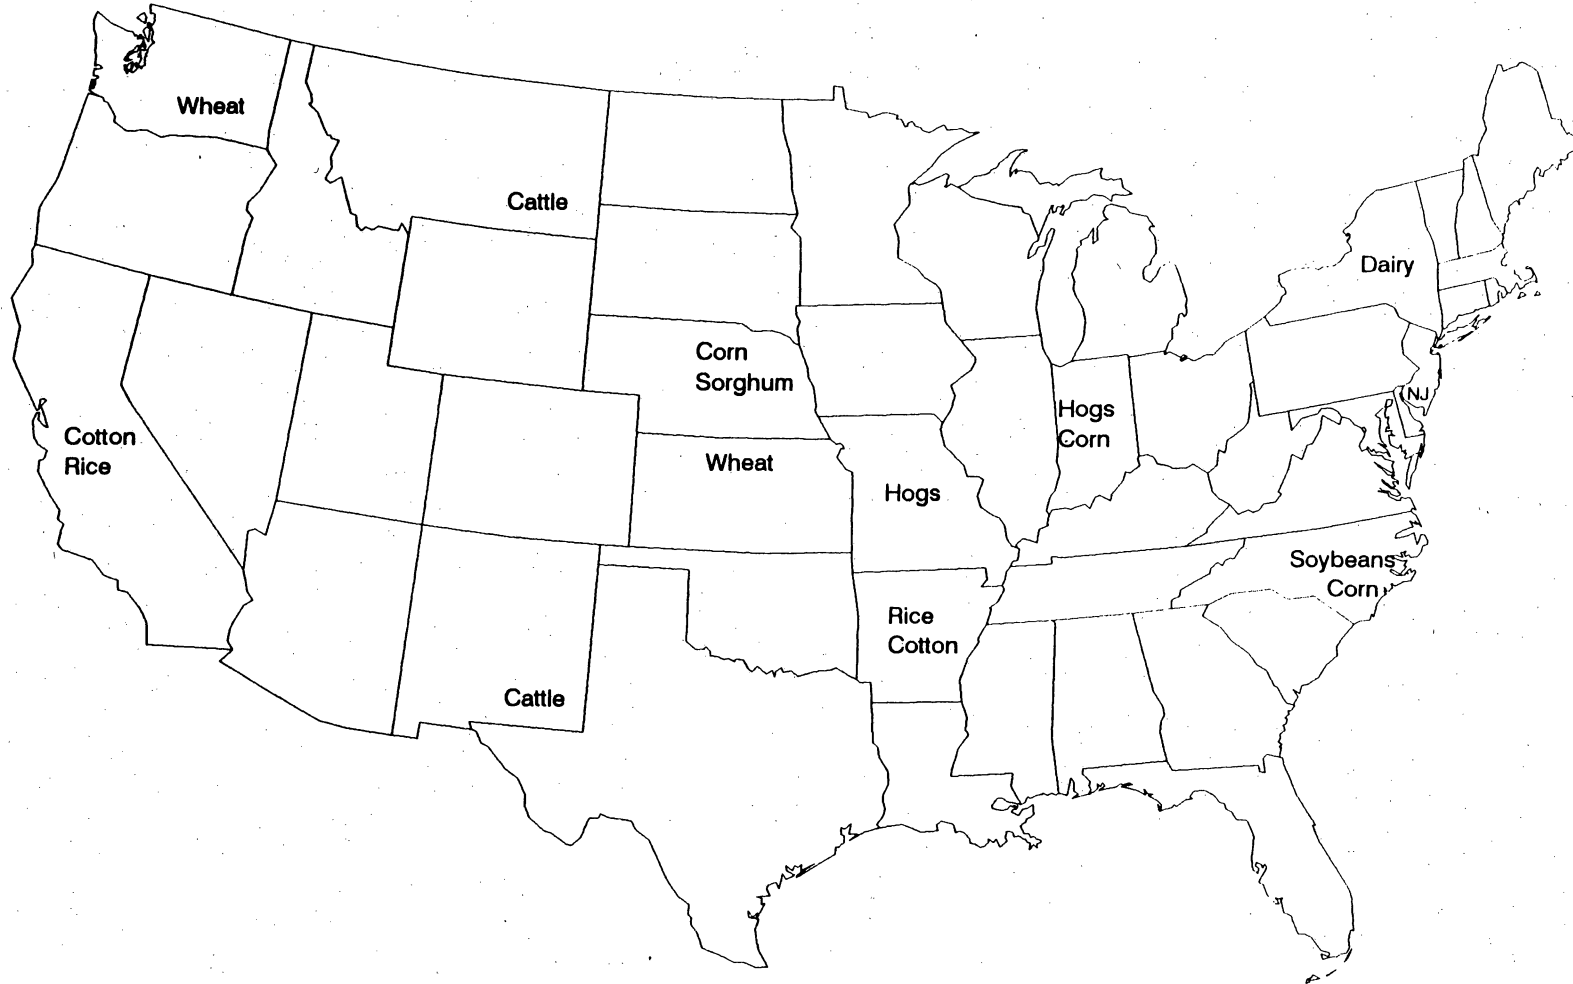 Wheat
Cattle
Dairy
Corn
Sorghum
NJ
Hogs
Corn
Cotton
Rice
Wheat
Hogs
Soybeans
Corn
Rice
Cotton
Cattle